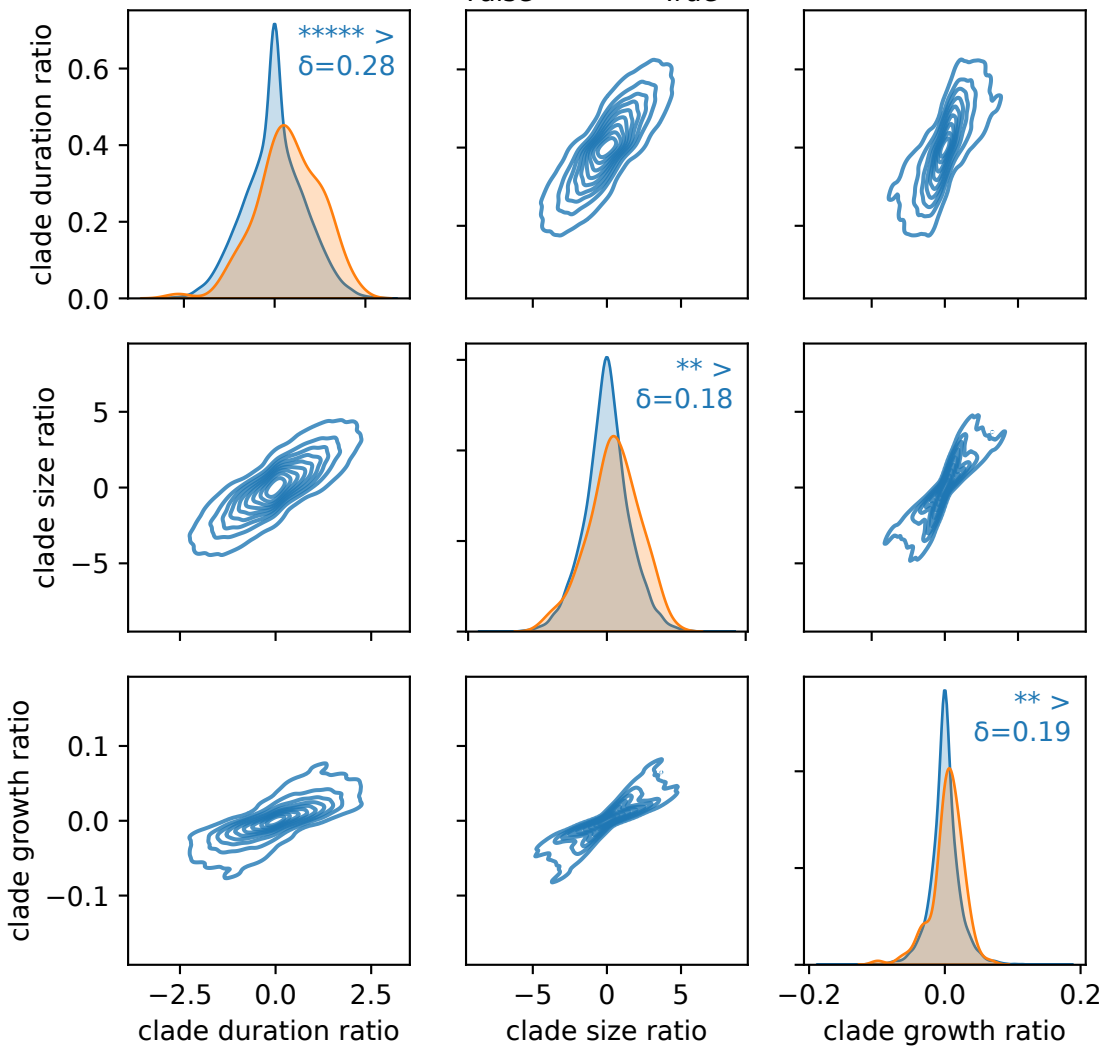 clade duration ratio
0.6
0.4
0.2
0.0
***** >
δ=0.28
clade size ratio
5
0
−5
** >
δ=0.18
clade growth ratio
0.1
0.0
−0.1
** >
δ=0.19
−2.5 0.0 2.5
−5 0 5
−0.2 0.0 0.2
clade duration ratio
clade size ratio
clade growth ratio